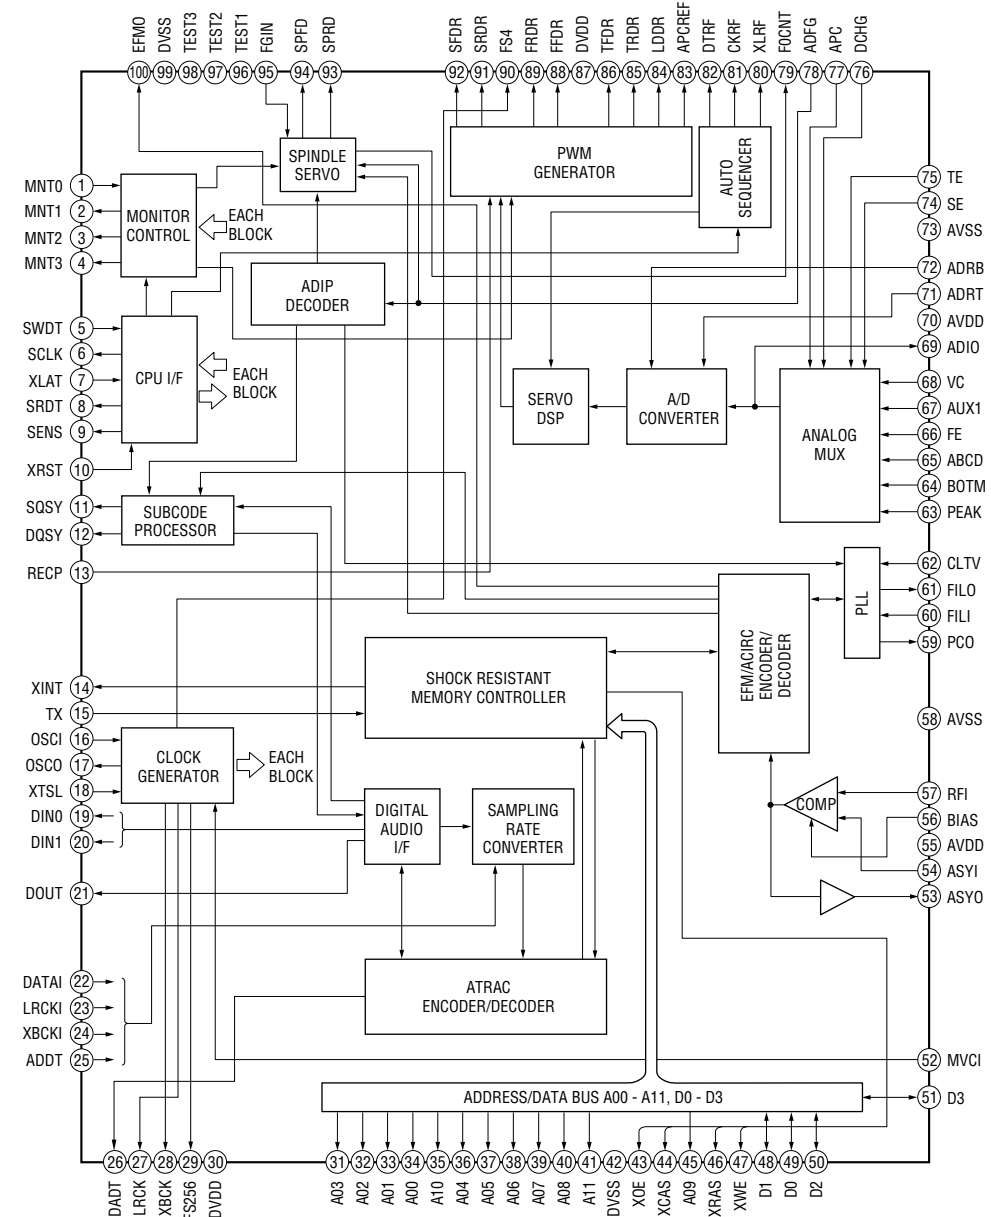 EFMO
DVSS
TEST3
TEST2
TEST1
FGIN
SPFD
SPRD
SFDR
SRDR
FS4
FRDR
FFDR
DVDD
TFDR
TRDR
LDDR
APCREF
DTRF
CKRF
XLRF
F0CNT
ADFG
APC
DCHG
100
99
98
97
96
95
94
93
92
91
90
89
88
87
86
85
84
83
82
81
80
79
78
77
76
MNT0 1
MNT1 2
MNT2 3
MNT3 4
SWDT 5
SCLK 6
XLAT 7
SRDT 8
SENS 9
XRST 10
SQSY 11
DQSY 12
RECP 13
XINT 14
TX 15
OSCI 16
OSCO 17
XTSL 18
DIN0 19
DIN1 20
DOUT 21
DATAI 22
LRCKI 23
XBCKI 24
ADDT 25
SPINDLE
SERVO
PWM
GENERATOR
AUTO
SEQUENCER
MONITOR
CONTROL
EACH
BLOCK
ADIP
DECODER
CPU I/F
EACH
BLOCK
SERVO
DSP
A/D
CONVERTER
ANALOG
MUX
SUBCODE
PROCESSOR
PLL
EFM/ACIRC
ENCODER/
DECODER
SHOCK RESISTANT
MEMORY CONTROLLER
CLOCK
GENERATOR
EACH
BLOCK
DIGITAL
AUDIO
I/F
SAMPLING
RATE
CONVERTER
COMP
ATRAC
ENCODER/DECODER
ADDRESS/DATA BUS A00 - A11, D0 - D3
75 TE
74 SE
73 AVSS
72 ADRB
71 ADRT
70 AVDD
69 ADIO
68 VC
67 AUX1
66 FE
65 ABCD
64 BOTM
63 PEAK
62 CLTV
61 FILO
60 FILI
59 PCO
58 AVSS
57 RFI
56 BIAS
55 AVDD
54 ASYI
53 ASYO
52 MVCI
51 D3
26
27
28
29
30
31
32
33
34
35
36
37
38
39
40
41
42
43
44
45
46
47
48
49
50
DADT
LRCK
XBCK
FS256
DVDD
A03
A02
A01
A00
A10
A04
A05
A06
A07
A08
A11
DVSS
XOE
XCAS
A09
XRAS
XWE
D1
D0
D2